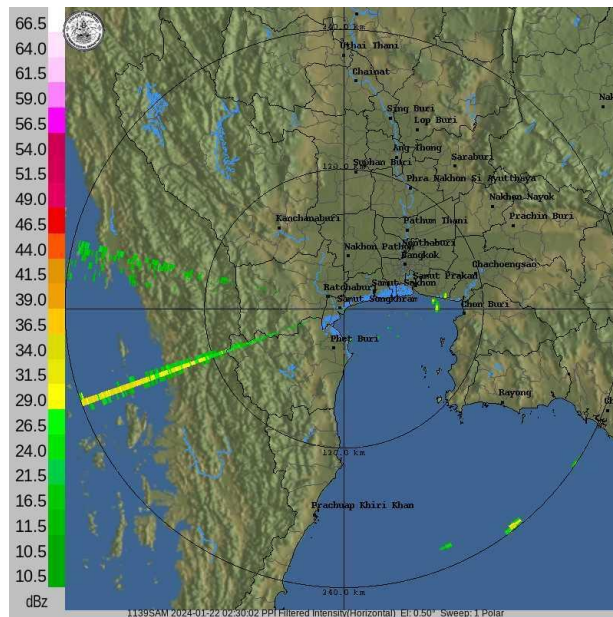 66.5
64.0
61.5
59.0
56.5
54.0
51.5
49.0
46.5
44.0
41.5
39.0
36.5
34.0
31.5
29.0
26.5
24.0
21.5
16.5
11.5
10.5
10.5
dBz
240.0 km
Uthai Thani
Chainat
Sing Buri
Lop Buri
Ang Thong
Saraburi
Suphan Buri
120.0 km
Phra Nakhon Si Ayutthaya
Nakhon Nayok
Prachin Buri
Kanchanaburi
Pathum Thani
Nonthaburi
Nakhon Pathom
Bangkok
Chachoengsao
Samut Prakan
Samut Sakhon
Ratchaburi
Samut Songkhram
Chon Buri
Phet Buri
Rayong
120.0 km
Prachuap Khiri Khan
240.0 km
1139SAM 2024-01-22 02:30:02 PPI Filtered Intensity(Horizontal) El: 0.50° Sweep: 1 Polar